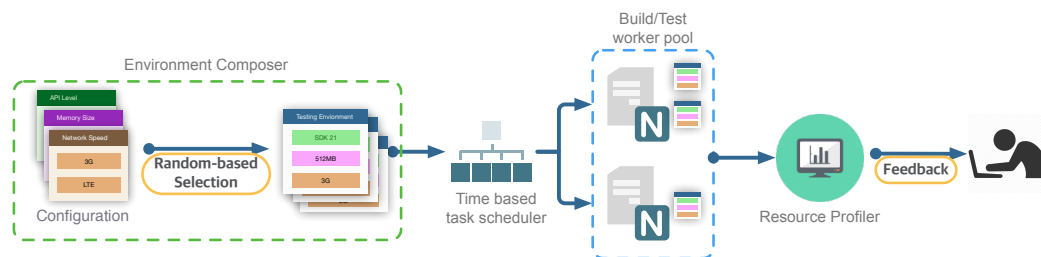 Build/Test
worker pool
Environment Composer
API Level
Memory Size
Network Speed
3G
LTE
Configuration
Random-based
Selection
Testing Envionment
SDK 21
512MB
3G
Time based
task scheduler
N
N
Resource Profiler
Feedback